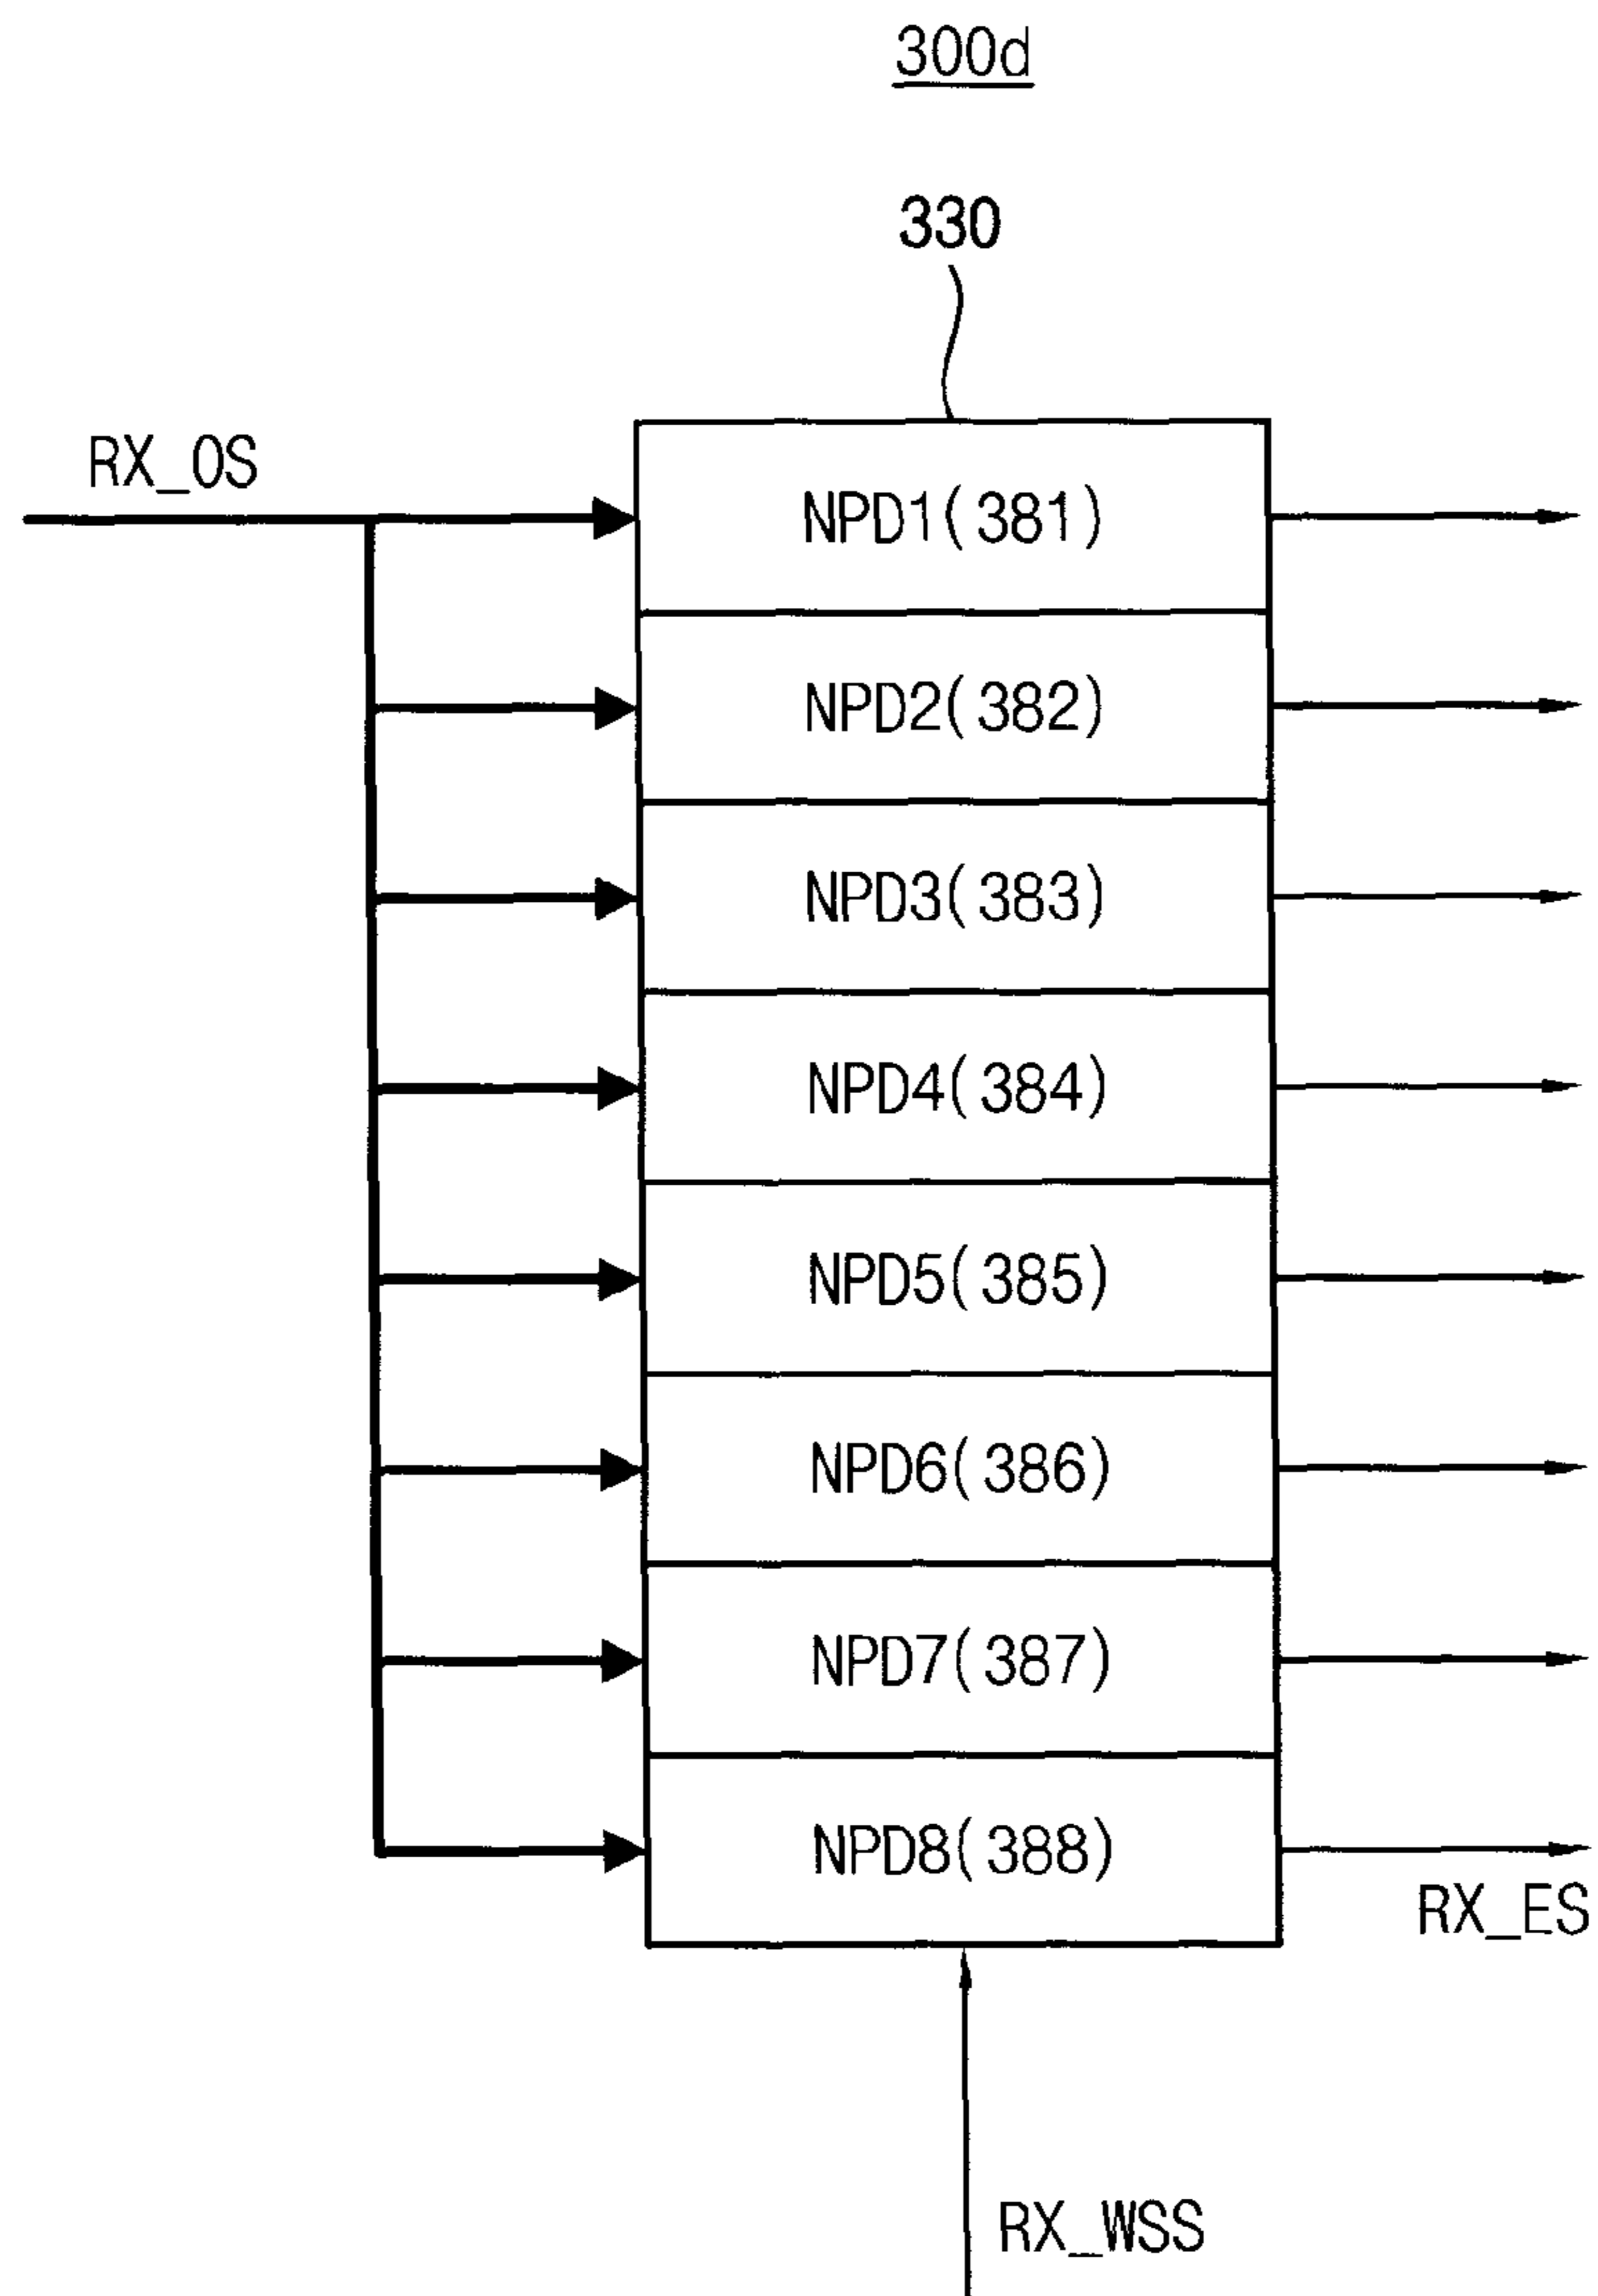 300d
330
RX_OS
NPD1(381)
NPD2(382)
NPD3(383)
NPD4(384)
NPD5(385)
NPD6(386)
NPD7(387)
NPD8(388)
RX_ES
RX_WSS